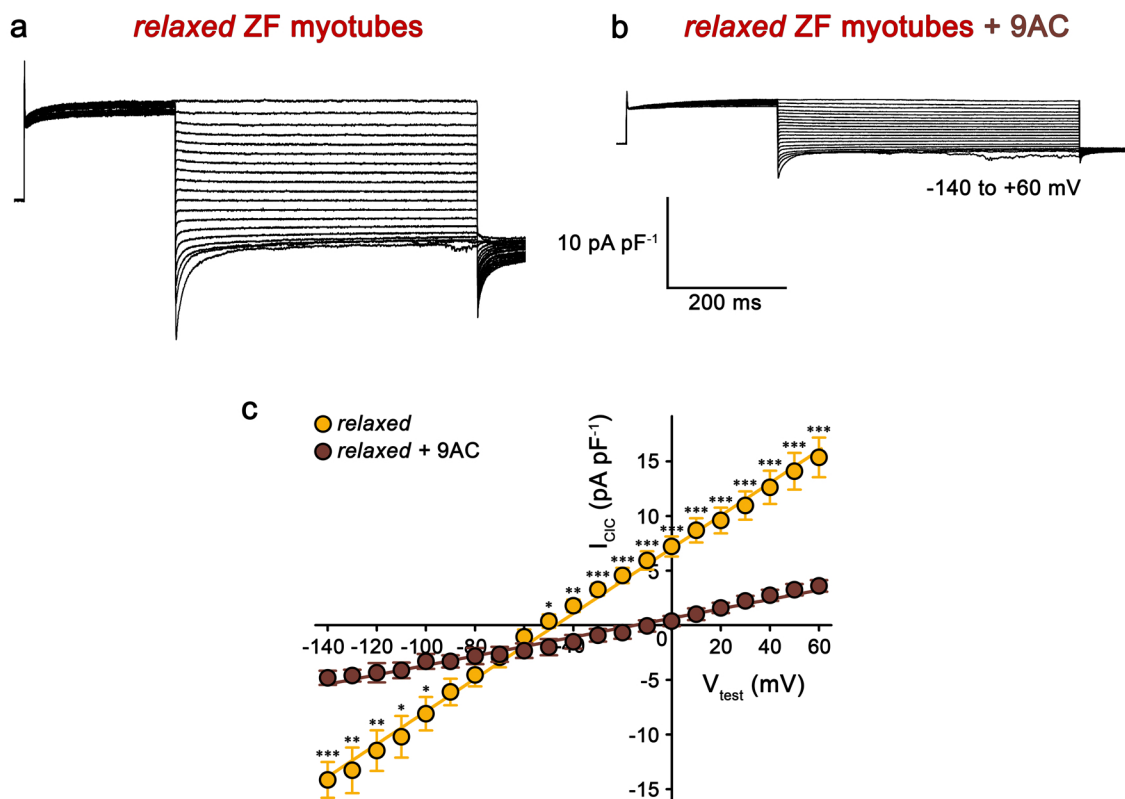 a
relaxed ZF myotubes
b
relaxed ZF myotubes + 9AC
-140 to +60 mV
10 pA pF⁻¹
200 ms
c
relaxed
relaxed + 9AC
I_ClC (pA pF⁻¹)
15
10
5
0
-5
-10
-15
-140 -120 -100 -80 -40 20 40 60
V_test (mV)
*** ** ** * * * ** *** *** *** *** *** *** *** *** *** ***